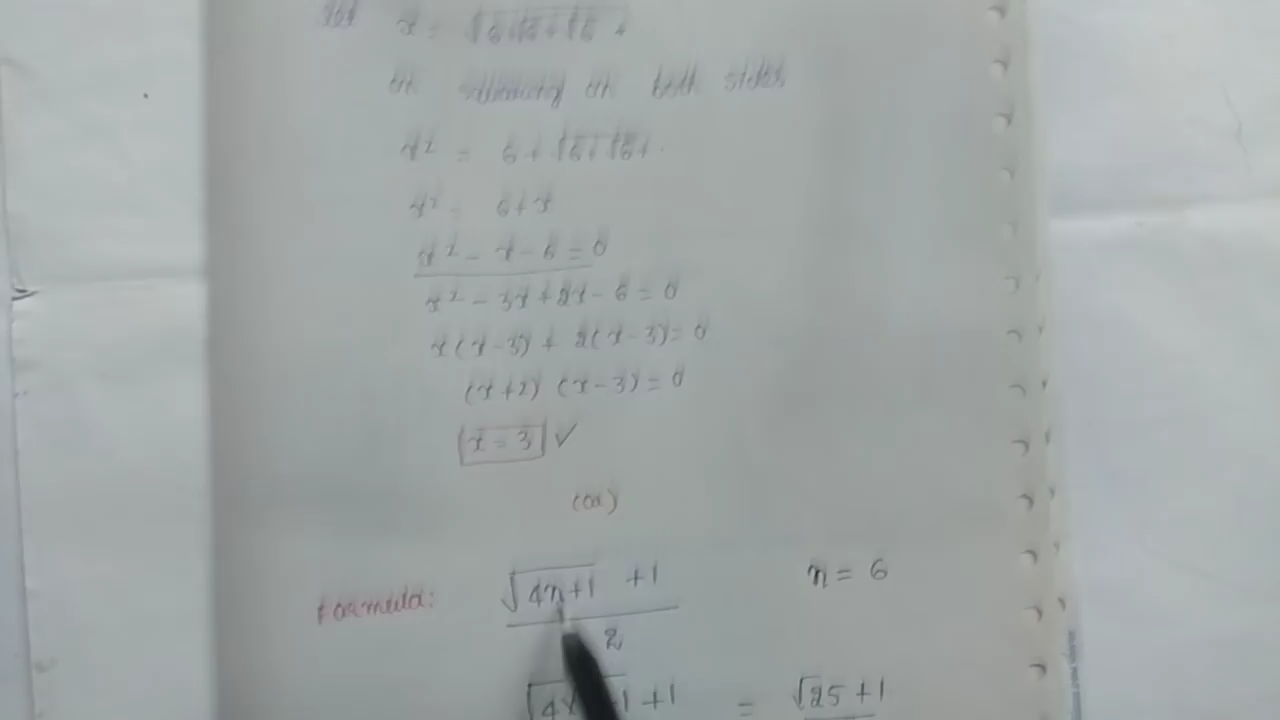 x = √6+√6+√6+
on squaring on both sides
x² = 6+√6+√6+.
x² = 6+x
x² - x - 6 = 0
x² - 3x + 2x - 6 = 0
x(x-3) + 2(x-3) = 0
(x+2) (x-3) = 0
x = 3 ✓
(or)
Formula: √4n+1 +1 / 2 n = 6
+1 = √25 +1